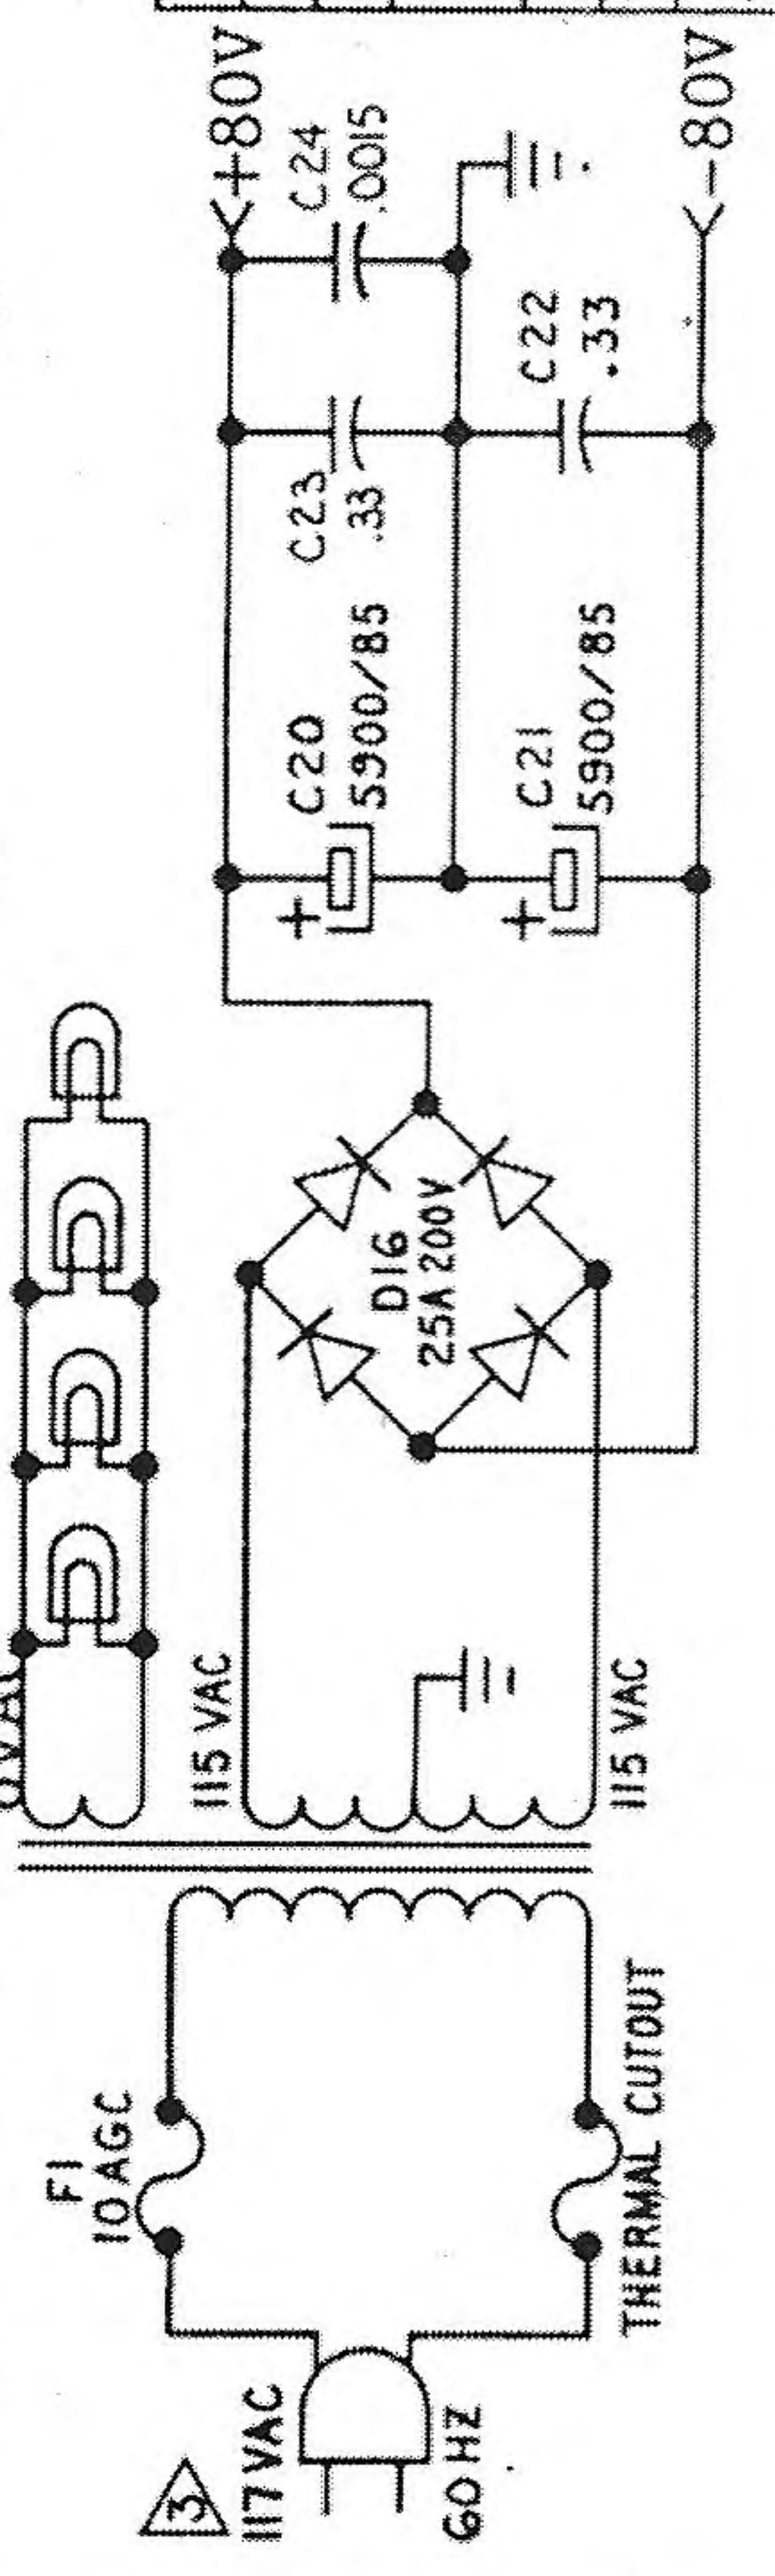 3
117 VAC
60 HZ
F1
10 AGC
THERMAL CUTOUT
115 VAC
115 VAC
D16
25A 200V
C20
5900/85
C21
5900/85
C23
.33
C24
.0015
C22
.33
+80V
-80V